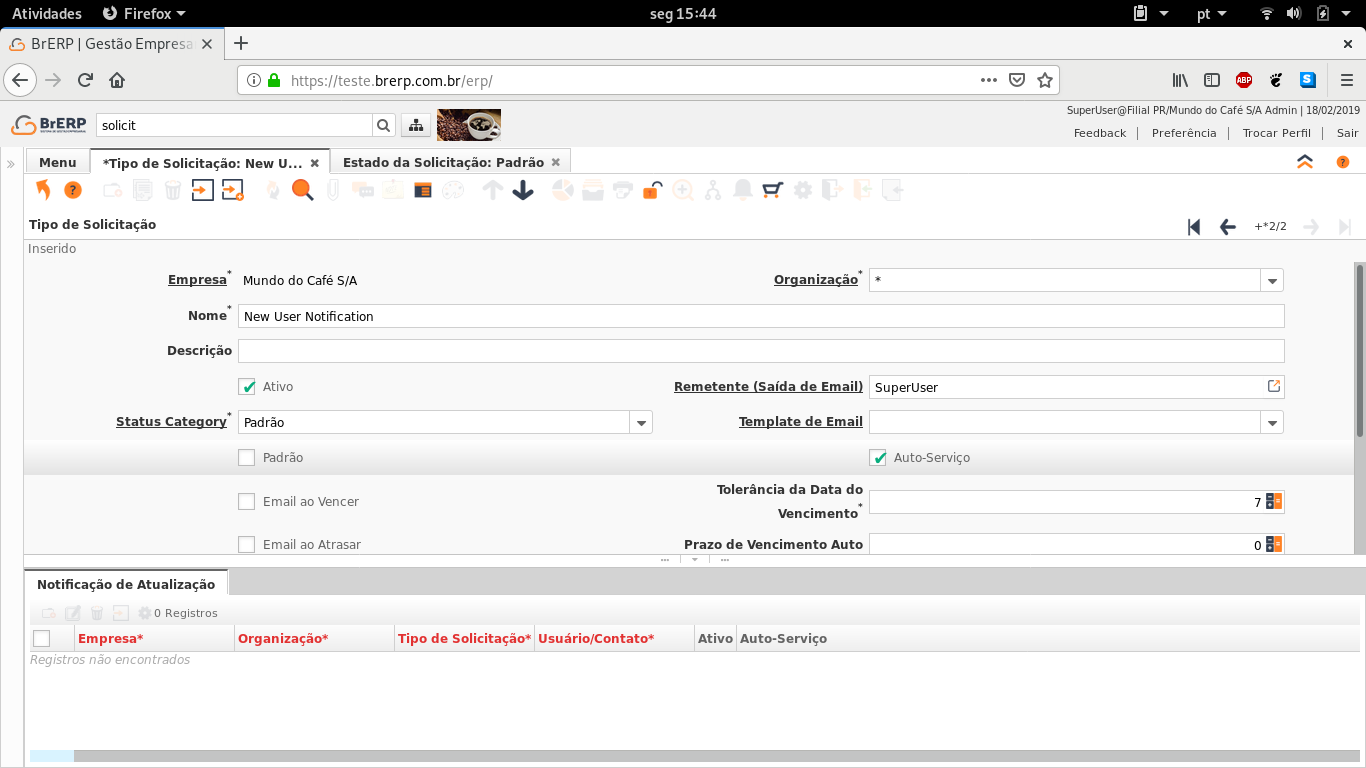 Atividades Firefox seg 15:44 pt
BrERP | Gestão Empresa
https://teste.brerp.com.br/erp/ ABP S
SuperUser@Filial PR/Mundo do Café S/A Admin | 18/02/2019
BrERP solicit
Feedback | Preferência | Trocar Perfil | Sair
Menu *Tipo de Solicitação: New U... Estado da Solicitação: Padrão
Tipo de Solicitação +*2/2
Inserido
Empresa* Mundo do Café S/A Organização* *
Nome* New User Notification
Descrição
Ativo Remetente (Saída de Email) SuperUser
Status Category* Padrão Template de Email
Padrão Auto-Serviço
Email ao Vencer Tolerância da Data do
Vencimento* 7
Email ao Atrasar Prazo de Vencimento Auto 0
Notificação de Atualização
0 Registros
Empresa* Organização* Tipo de Solicitação* Usuário/Contato* Ativo Auto-Serviço
Registros não encontrados